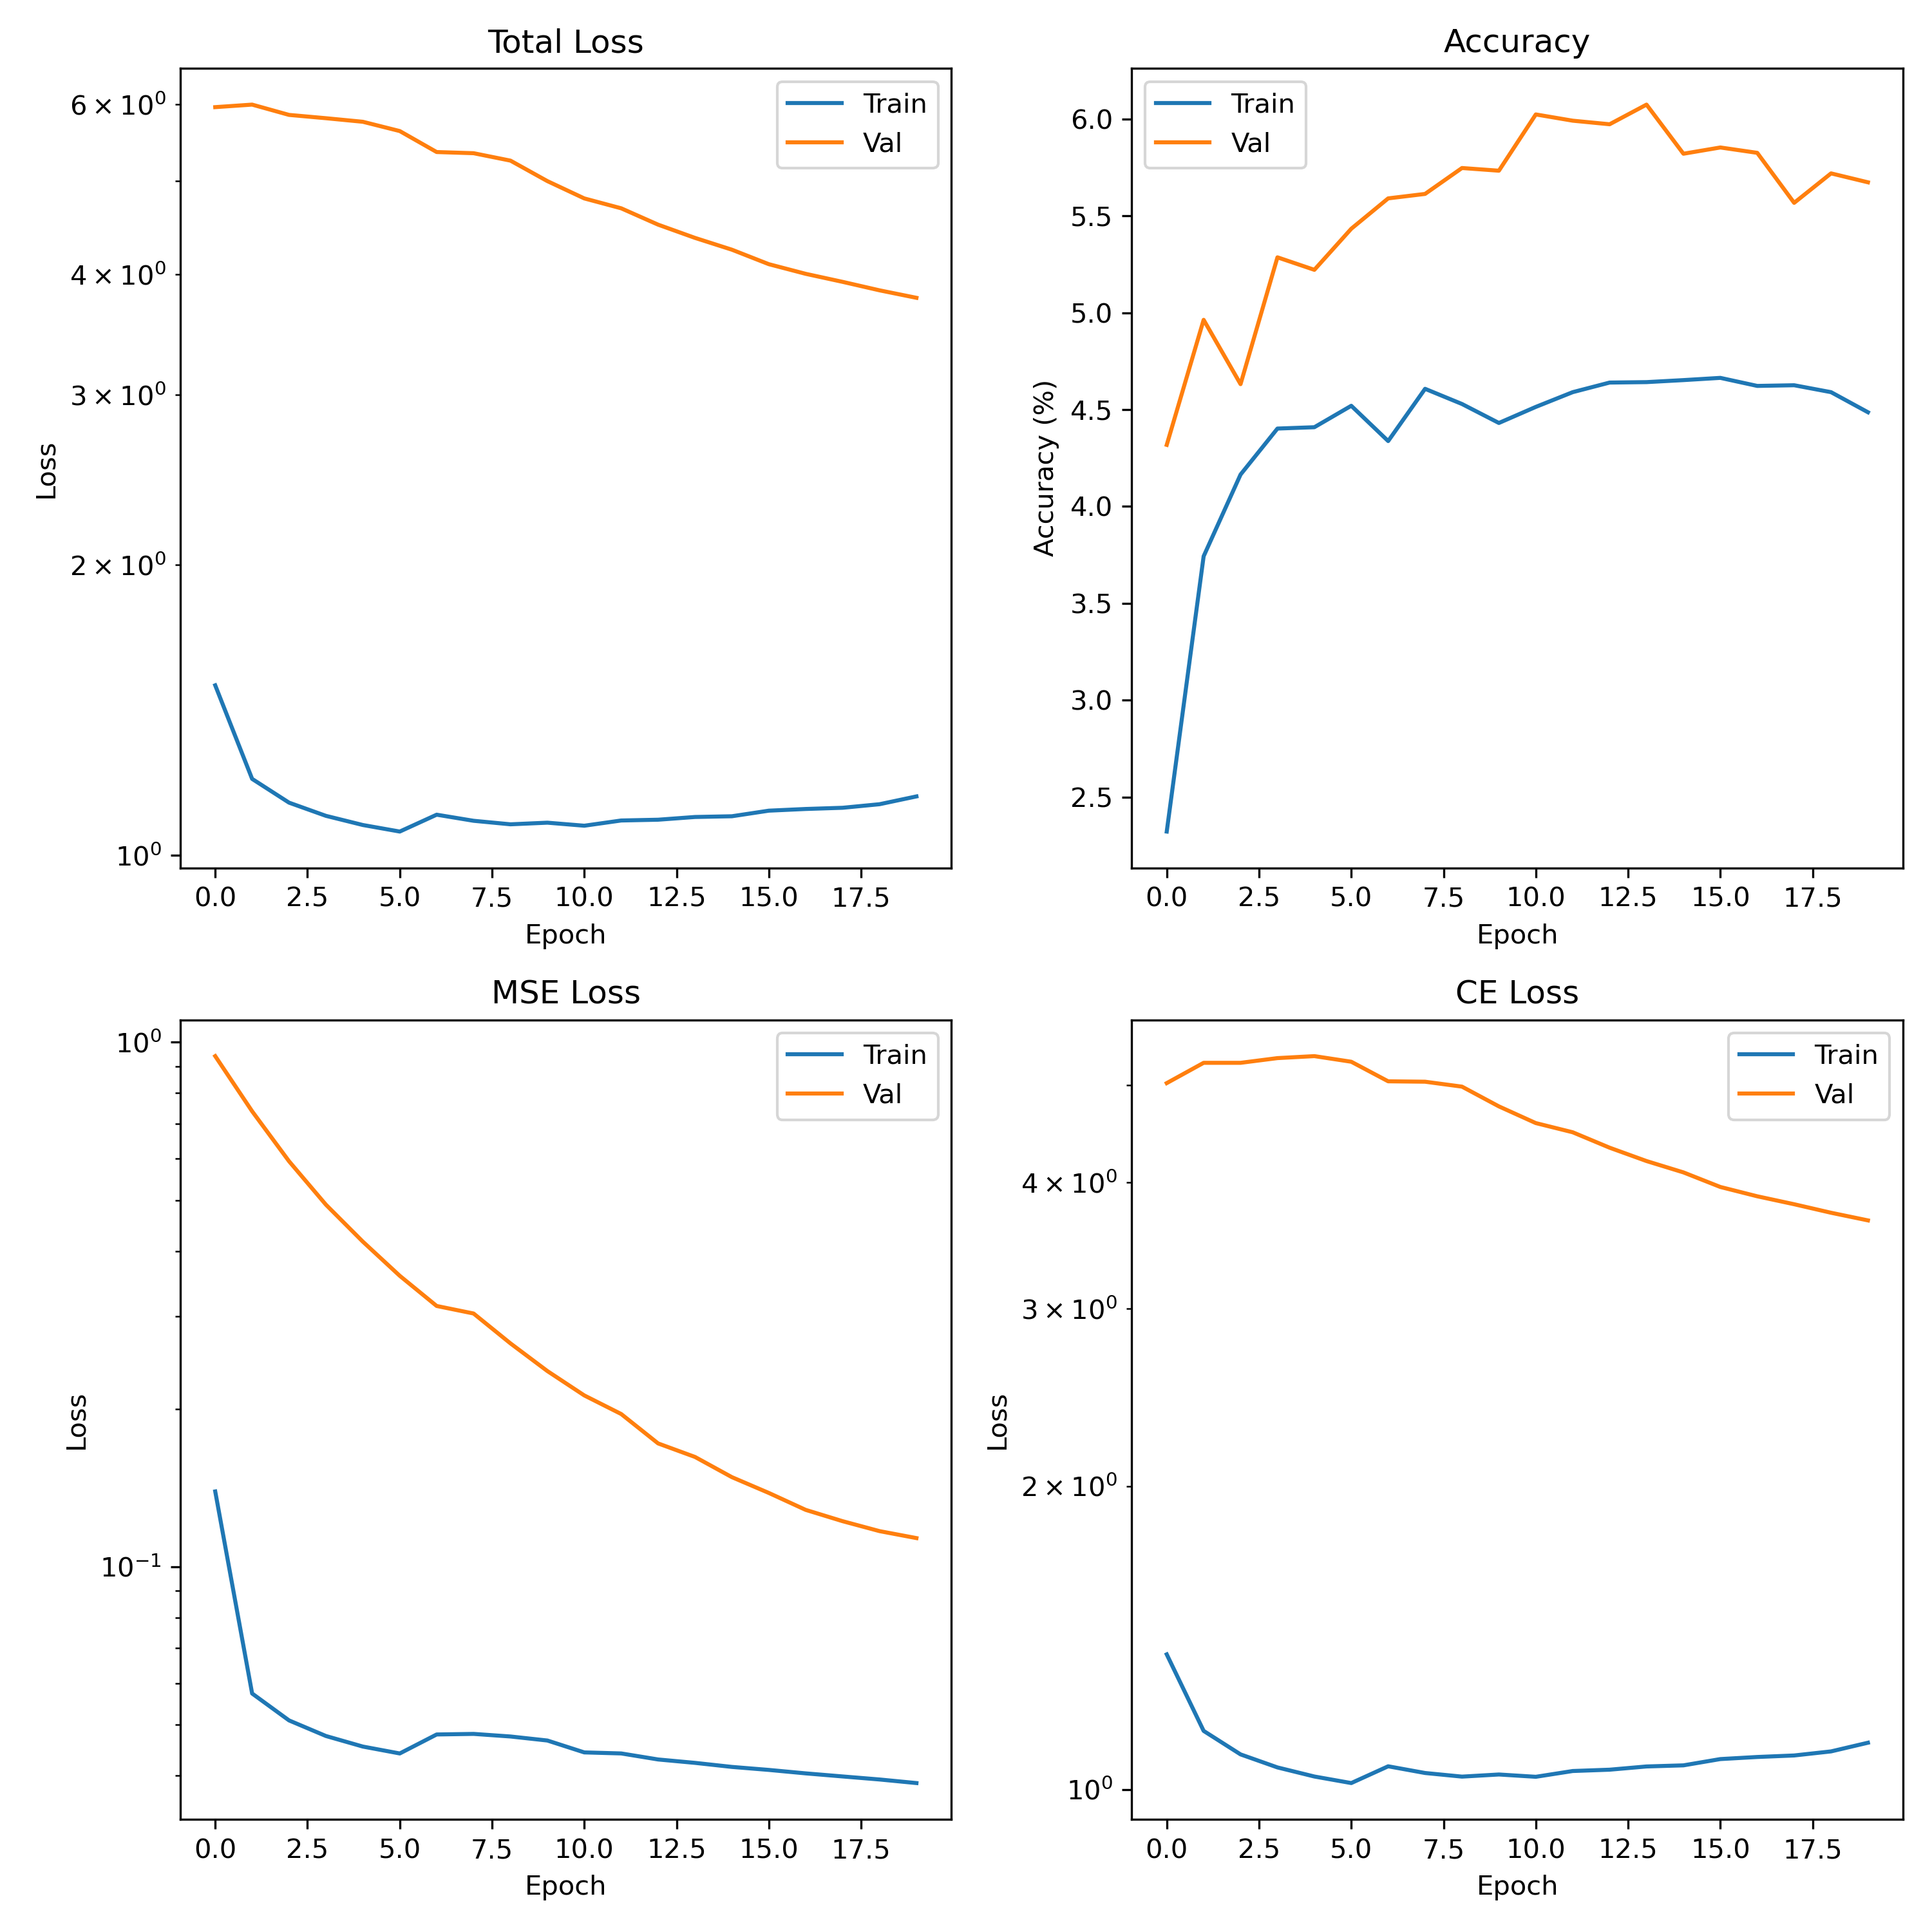 Total Loss
6 × 10⁰
4 × 10⁰
3 × 10⁰
2 × 10⁰
10⁰
Loss
0.0 2.5 5.0 7.5 10.0 12.5 15.0 17.5
Epoch
Train
Val
Accuracy
6.0
5.5
5.0
4.5
4.0
3.5
3.0
2.5
Accuracy (%)
0.0 2.5 5.0 7.5 10.0 12.5 15.0 17.5
Epoch
Train
Val
MSE Loss
10⁰
10⁻¹
Loss
0.0 2.5 5.0 7.5 10.0 12.5 15.0 17.5
Epoch
Train
Val
CE Loss
4 × 10⁰
3 × 10⁰
2 × 10⁰
10⁰
Loss
0.0 2.5 5.0 7.5 10.0 12.5 15.0 17.5
Epoch
Train
Val